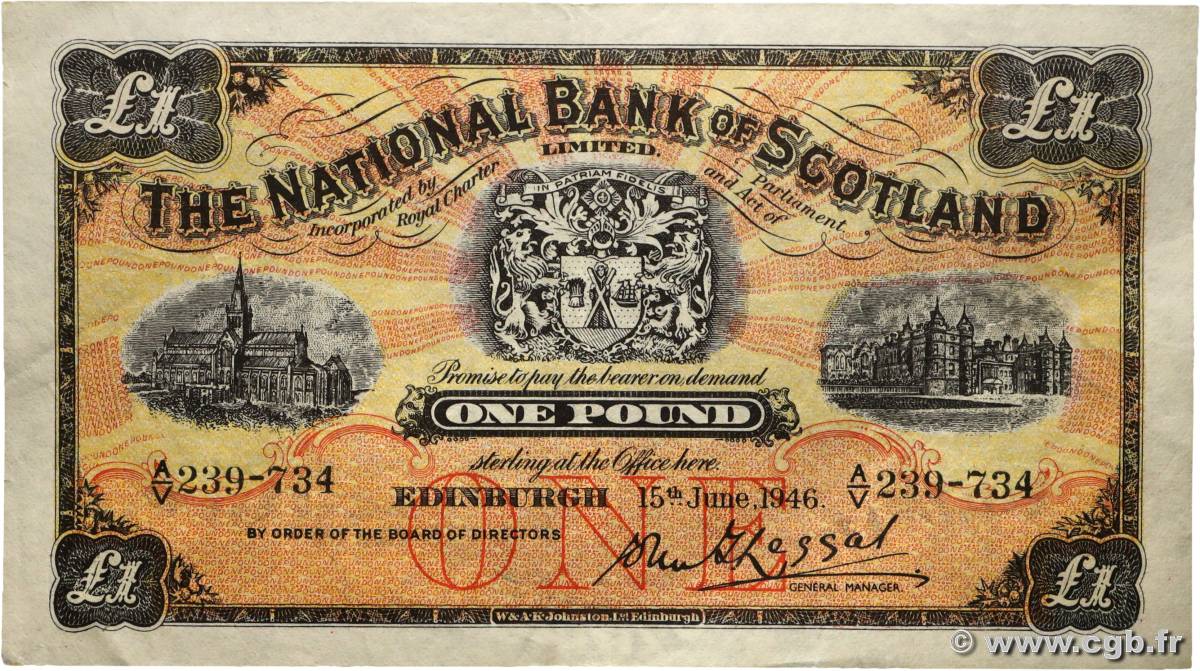 £1 £1
THE NATIONAL BANK OF SCOTLAND
LIMITED.
Incorporated by Royal Charter
and Act of Parliament
IN PATRIAM FIDELIS
Promise to pay the bearer on demand
ONE POUND
sterling at the Office here.
A/V 239-734 A/V 239-734
EDINBURGH 15th June, 1946.
ONE
BY ORDER OF THE BOARD OF DIRECTORS
GENERAL MANAGER.
£1 £1
W. & A.K. Johnston. Ld Edinburgh
© www.cgb.fr